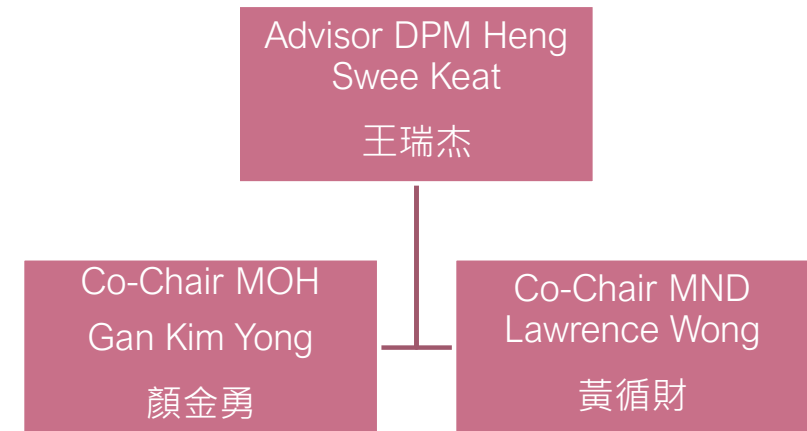 Advisor DPM Heng
Swee Keat
王瑞杰
Co-Chair MOH
Gan Kim Yong
顏金勇
Co-Chair MND
Lawrence Wong
黃循財